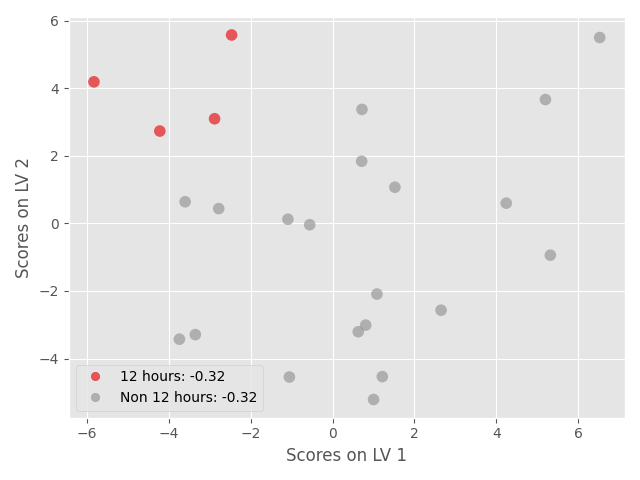 6
4
2
0
−2
−4
Scores on LV 2
12 hours: -0.32
Non 12 hours: -0.32
−6 −4 −2 0 2 4 6
Scores on LV 1